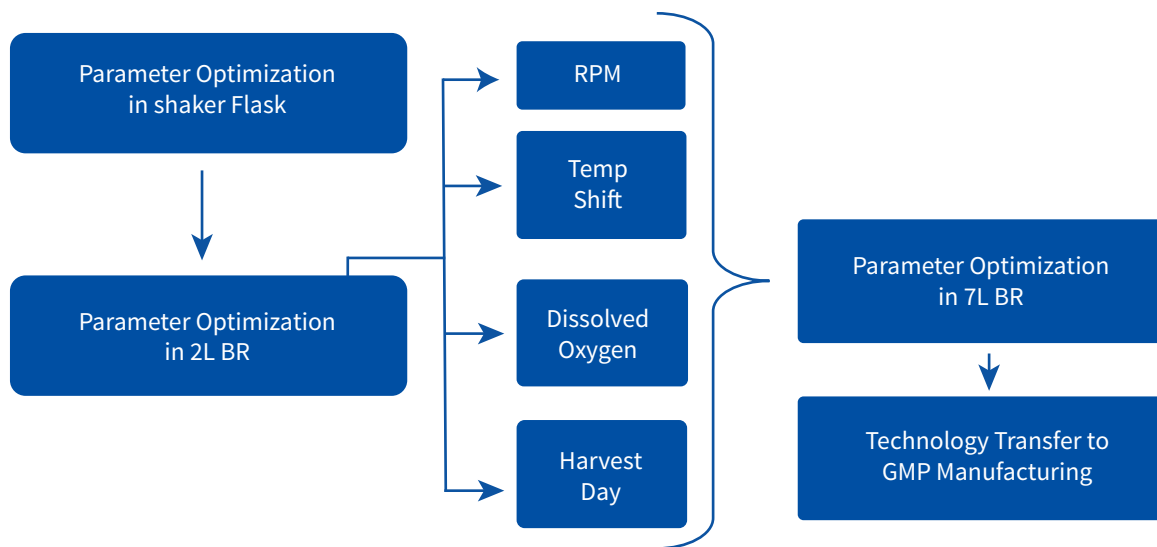 Parameter Optimization
in shaker Flask
Parameter Optimization
in 2L BR
RPM
Temp
Shift
Dissolved
Oxygen
Harvest
Day
Parameter Optimization
in 7L BR
Technology Transfer to
GMP Manufacturing